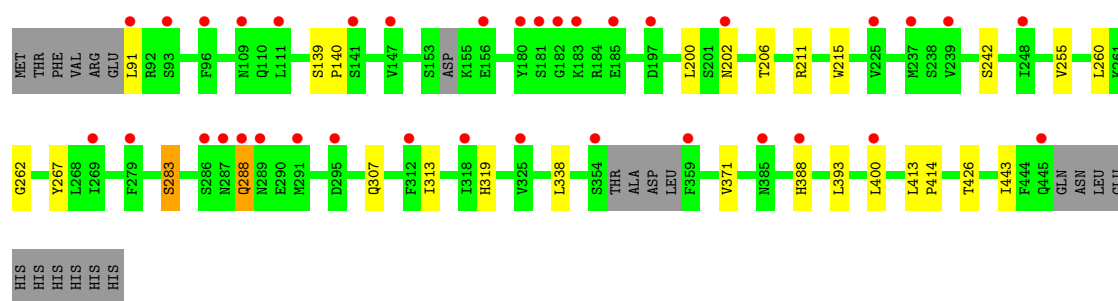 MET THR PHE VAL ARG GLU L91 R92 S93 F96 N109 Q110 L111 S139 P140 S141 V147 S153 ASP K155 E156 Y180 S181 G182 K183 R184 E185 D197 L200 S201 N202 T206 R211 W215 V225 M237 S238 V239 S242 I248 V255 L260 K261
G262 Y267 L268 I269 F279 S283 S286 N287 Q288 N289 E290 M291 D295 Q307 F312 I313 I318 H319 V325 L338 S354 THR ALA ASP LEU F359 V371 N385 H388 L393 L400 L413 P414 T426 I443 F444 Q445 GLN ASN LEU GLU
HIS HIS HIS HIS HIS HIS